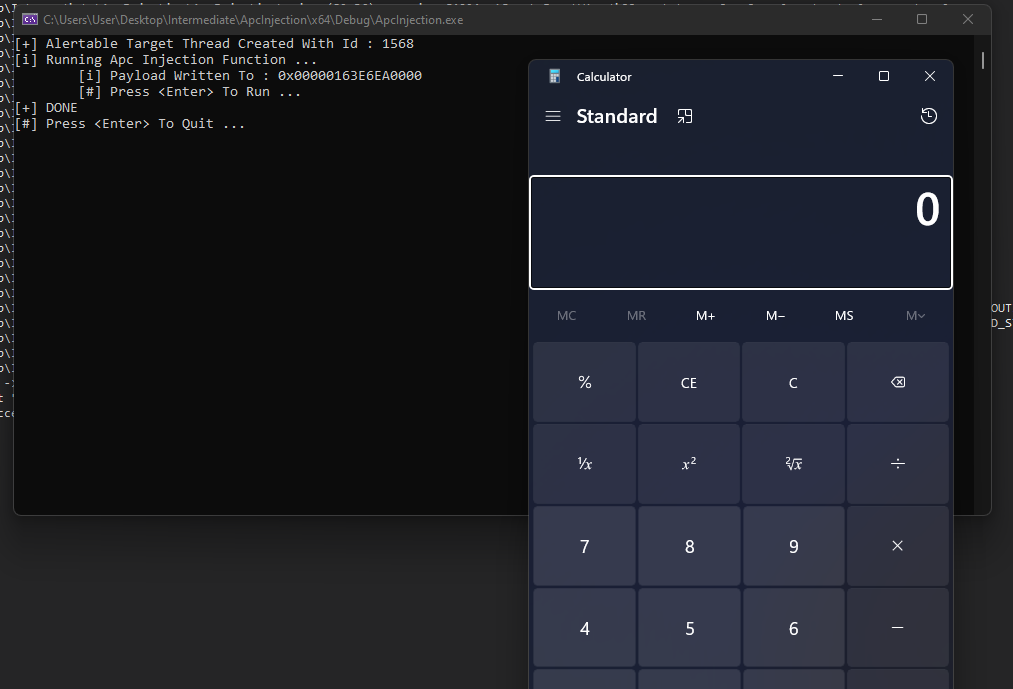 C:\Users\User\Desktop\Intermediate\ApcInjection\x64\Debug\ApcInjection.exe
[+] Alertable Target Thread Created With Id : 1568
[i] Running Apc Injection Function ...
[i] Payload Written To : 0x00000163E6EA0000
[#] Press <Enter> To Run ...
[+] DONE
[#] Press <Enter> To Quit ...
Calculator
Standard
0
MC MR M+ M− MS M
% CE C
⅟x x² ²√x ÷
7 8 9 ×
4 5 6 −
OUT
D_S